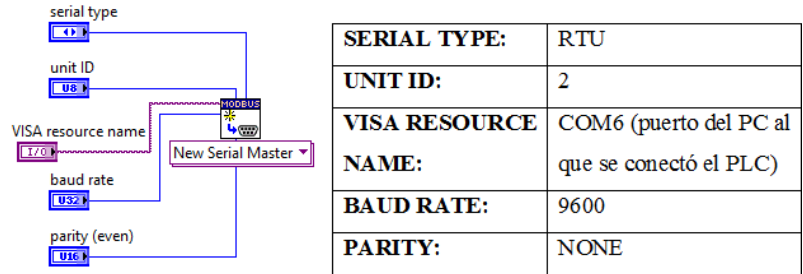 serial type
unit ID
U8
MODBUS
VISA resource name
I/O
New Serial Master
baud rate
U32
parity (even)
U16
SERIAL TYPE: RTU
UNIT ID: 2
VISA RESOURCE COM6 (puerto del PC al
NAME: que se conectó el PLC)
BAUD RATE: 9600
PARITY: NONE